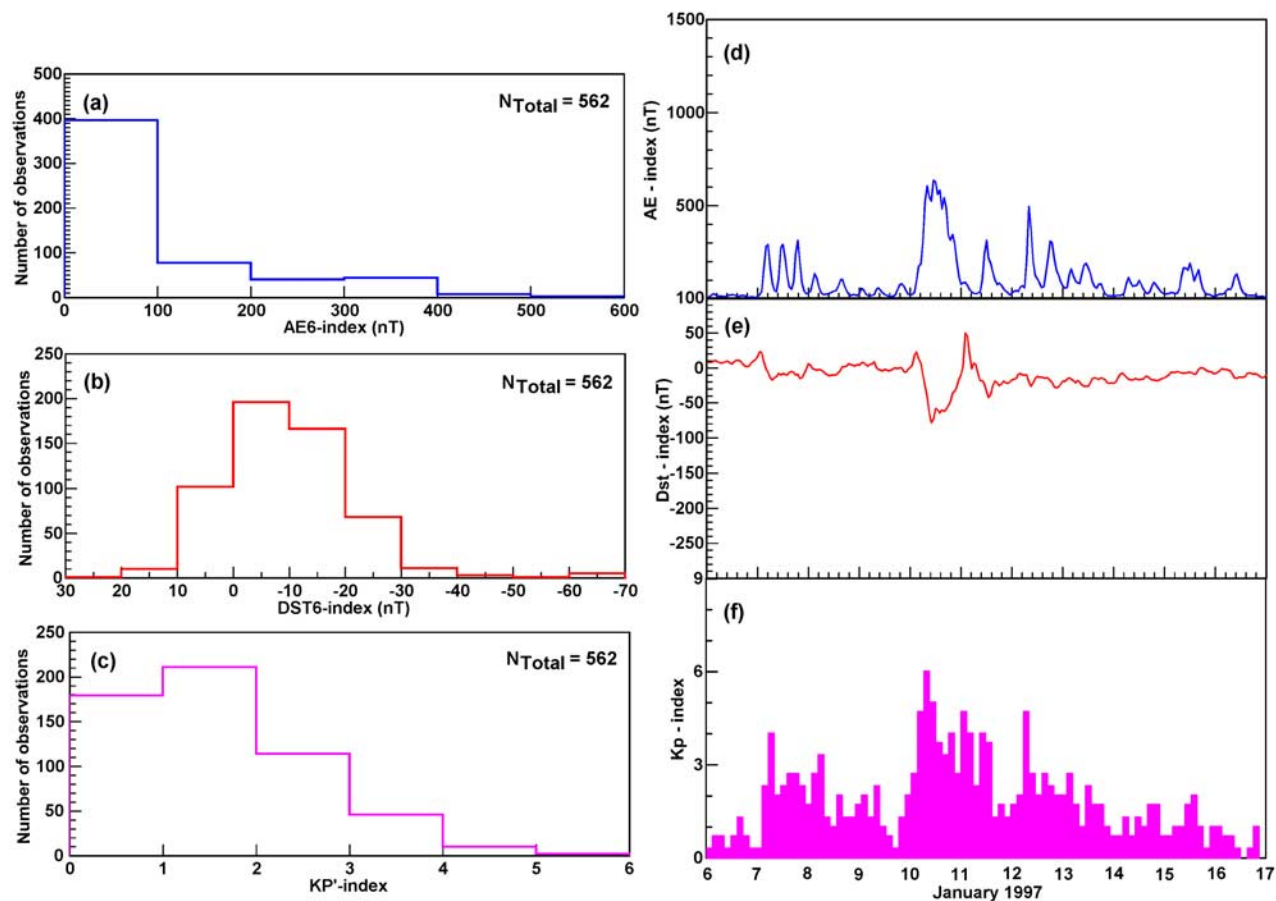 (a)
N Total = 562
Number of observations
500
400
300
200
100
0
0 100 200 300 400 500 600
AE6-index (nT)
(b)
N Total = 562
Number of observations
250
200
150
100
50
0
30 20 10 0 -10 -20 -30 -40 -50 -60 -70
DST6-index (nT)
(c)
N Total = 562
Number of observations
250
200
150
100
50
0
0 1 2 3 4 5 6
KP'-index
(d)
AE - index (nT)
1500
1000
500
100
(e)
Dst - index (nT)
50
0
-50
-100
-150
-200
-250
9
(f)
Kp - index
6
3
0
6 7 8 9 10 11 12 13 14 15 16 17
January 1997